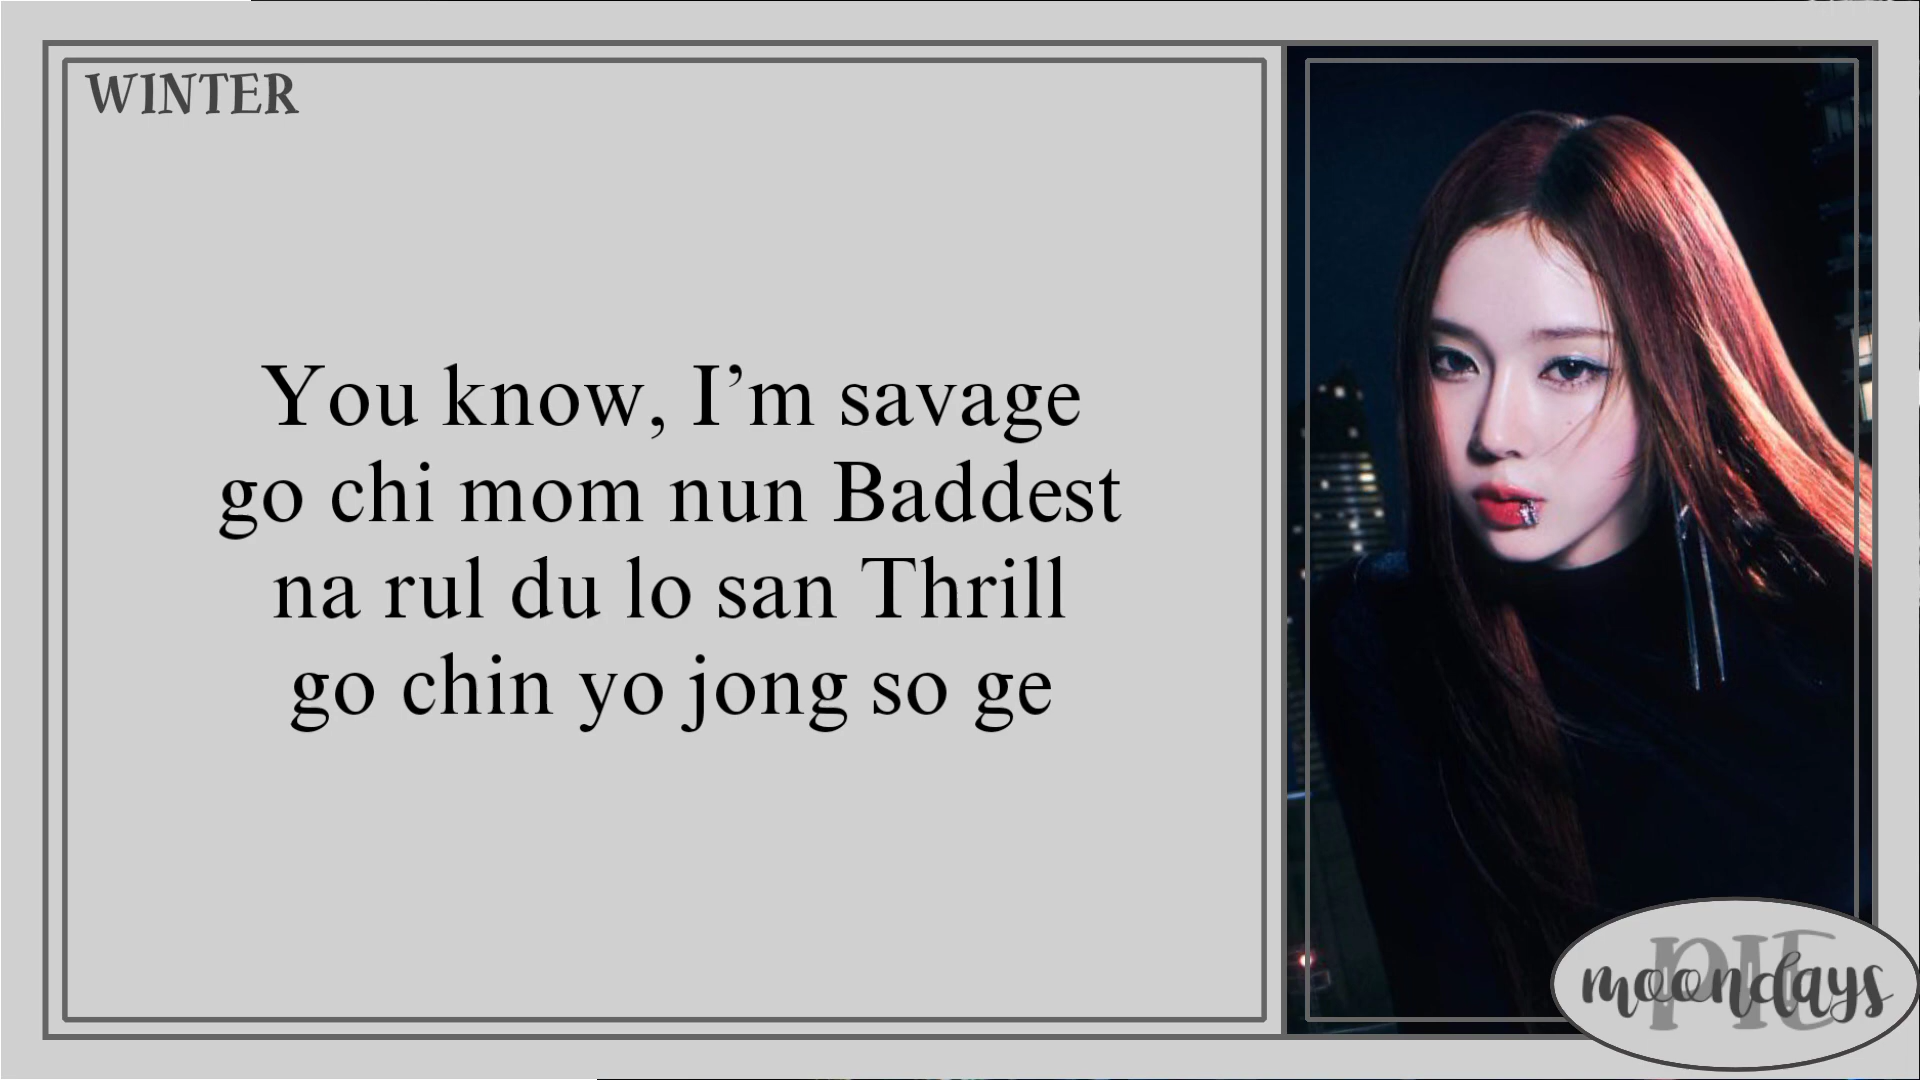 WINTER
You know, I’m savage
go chi mom nun Baddest
na rul du lo san Thrill
go chin yo jong so ge
PIE
moondays